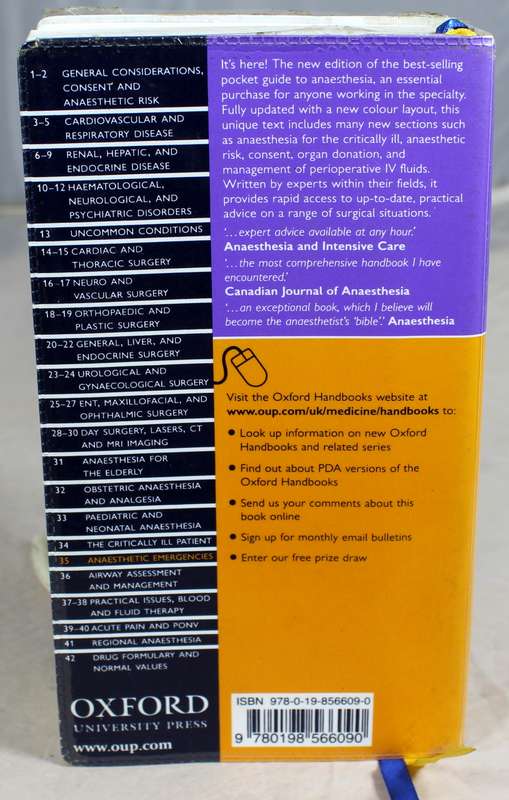 1–2 GENERAL CONSIDERATIONS,
CONSENT AND
ANAESTHETIC RISK
3–5 CARDIOVASCULAR AND
RESPIRATORY DISEASE
6–9 RENAL, HEPATIC, AND
ENDOCRINE DISEASE
10–12 HAEMATOLOGICAL,
NEUROLOGICAL, AND
PSYCHIATRIC DISORDERS
13 UNCOMMON CONDITIONS
14–15 CARDIAC AND
THORACIC SURGERY
16–17 NEURO AND
VASCULAR SURGERY
18–19 ORTHOPAEDIC AND
PLASTIC SURGERY
20–22 GENERAL, LIVER, AND
ENDOCRINE SURGERY
23–24 UROLOGICAL AND
GYNAECOLOGICAL SURGERY
25–27 ENT, MAXILLOFACIAL, AND
OPHTHALMIC SURGERY
28–30 DAY SURGERY, LASERS, CT
AND MRI IMAGING
31 ANAESTHESIA FOR
THE ELDERLY
32 OBSTETRIC ANAESTHESIA
AND ANALGESIA
33 PAEDIATRIC AND
NEONATAL ANAESTHESIA
34 THE CRITICALLY ILL PATIENT
35 ANAESTHETIC EMERGENCIES
36 AIRWAY ASSESSMENT
AND MANAGEMENT
37–38 PRACTICAL ISSUES, BLOOD
AND FLUID THERAPY
39–40 ACUTE PAIN AND PONV
41 REGIONAL ANAESTHESIA
42 DRUG FORMULARY AND
NORMAL VALUES
OXFORD
UNIVERSITY PRESS
www.oup.com
It's here! The new edition of the best-selling
pocket guide to anaesthesia, an essential
purchase for anyone working in the specialty.
Fully updated with a new colour layout, this
unique text includes many new sections such
as anaesthesia for the critically ill, anaesthetic
risk, consent, organ donation, and
management of perioperative IV fluids.
Written by experts within their fields, it
provides rapid access to up-to-date, practical
advice on a range of surgical situations.
'…expert advice available at any hour.'
Anaesthesia and Intensive Care
'…the most comprehensive handbook I have
encountered.'
Canadian Journal of Anaesthesia
'…an exceptional book, which I believe will
become the anaesthetist's 'bible'.' Anaesthesia
Visit the Oxford Handbooks website at
www.oup.com/uk/medicine/handbooks to:
• Look up information on new Oxford
Handbooks and related series
• Find out about PDA versions of the
Oxford Handbooks
• Send us your comments about this
book online
• Sign up for monthly email bulletins
• Enter our free prize draw
ISBN 978-0-19-856609-0
9 780198 566090